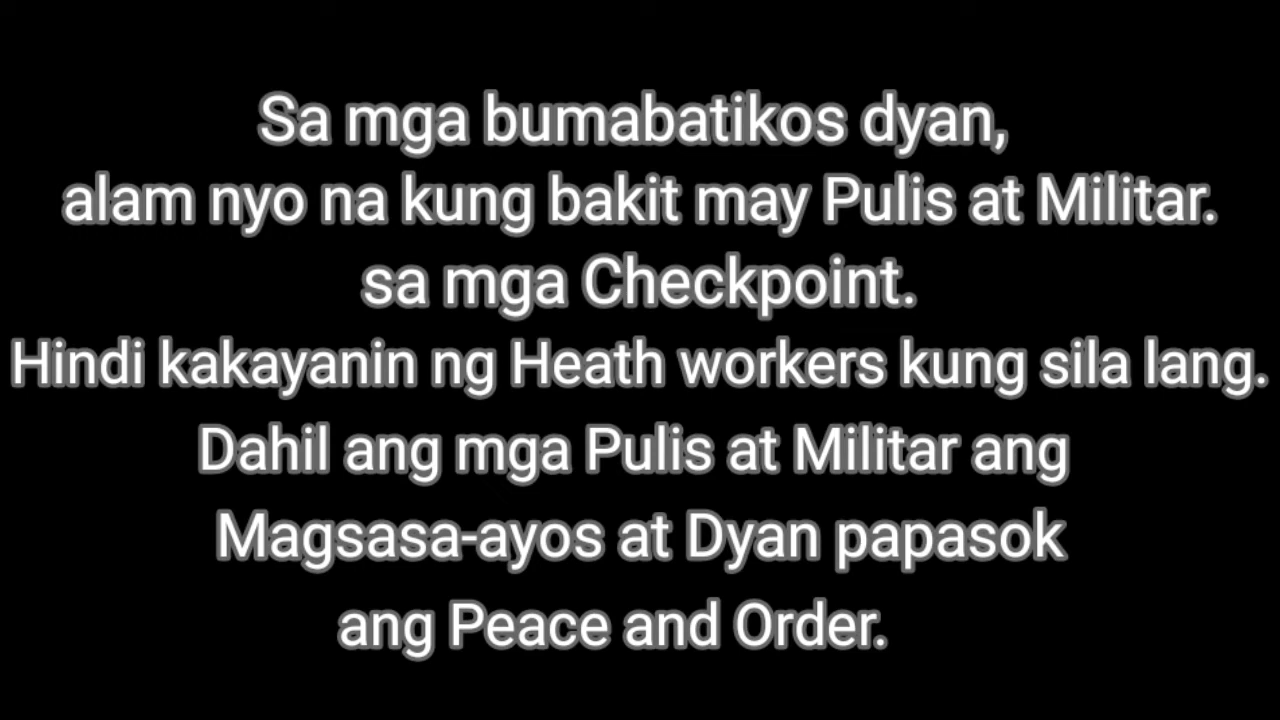 Sa mga bumabatikos dyan,
alam nyo na kung bakit may Pulis at Militar.
sa mga Checkpoint.
Hindi kakayanin ng Heath workers kung sila lang.
Dahil ang mga Pulis at Militar ang
Magsasa-ayos at Dyan papasok
ang Peace and Order.